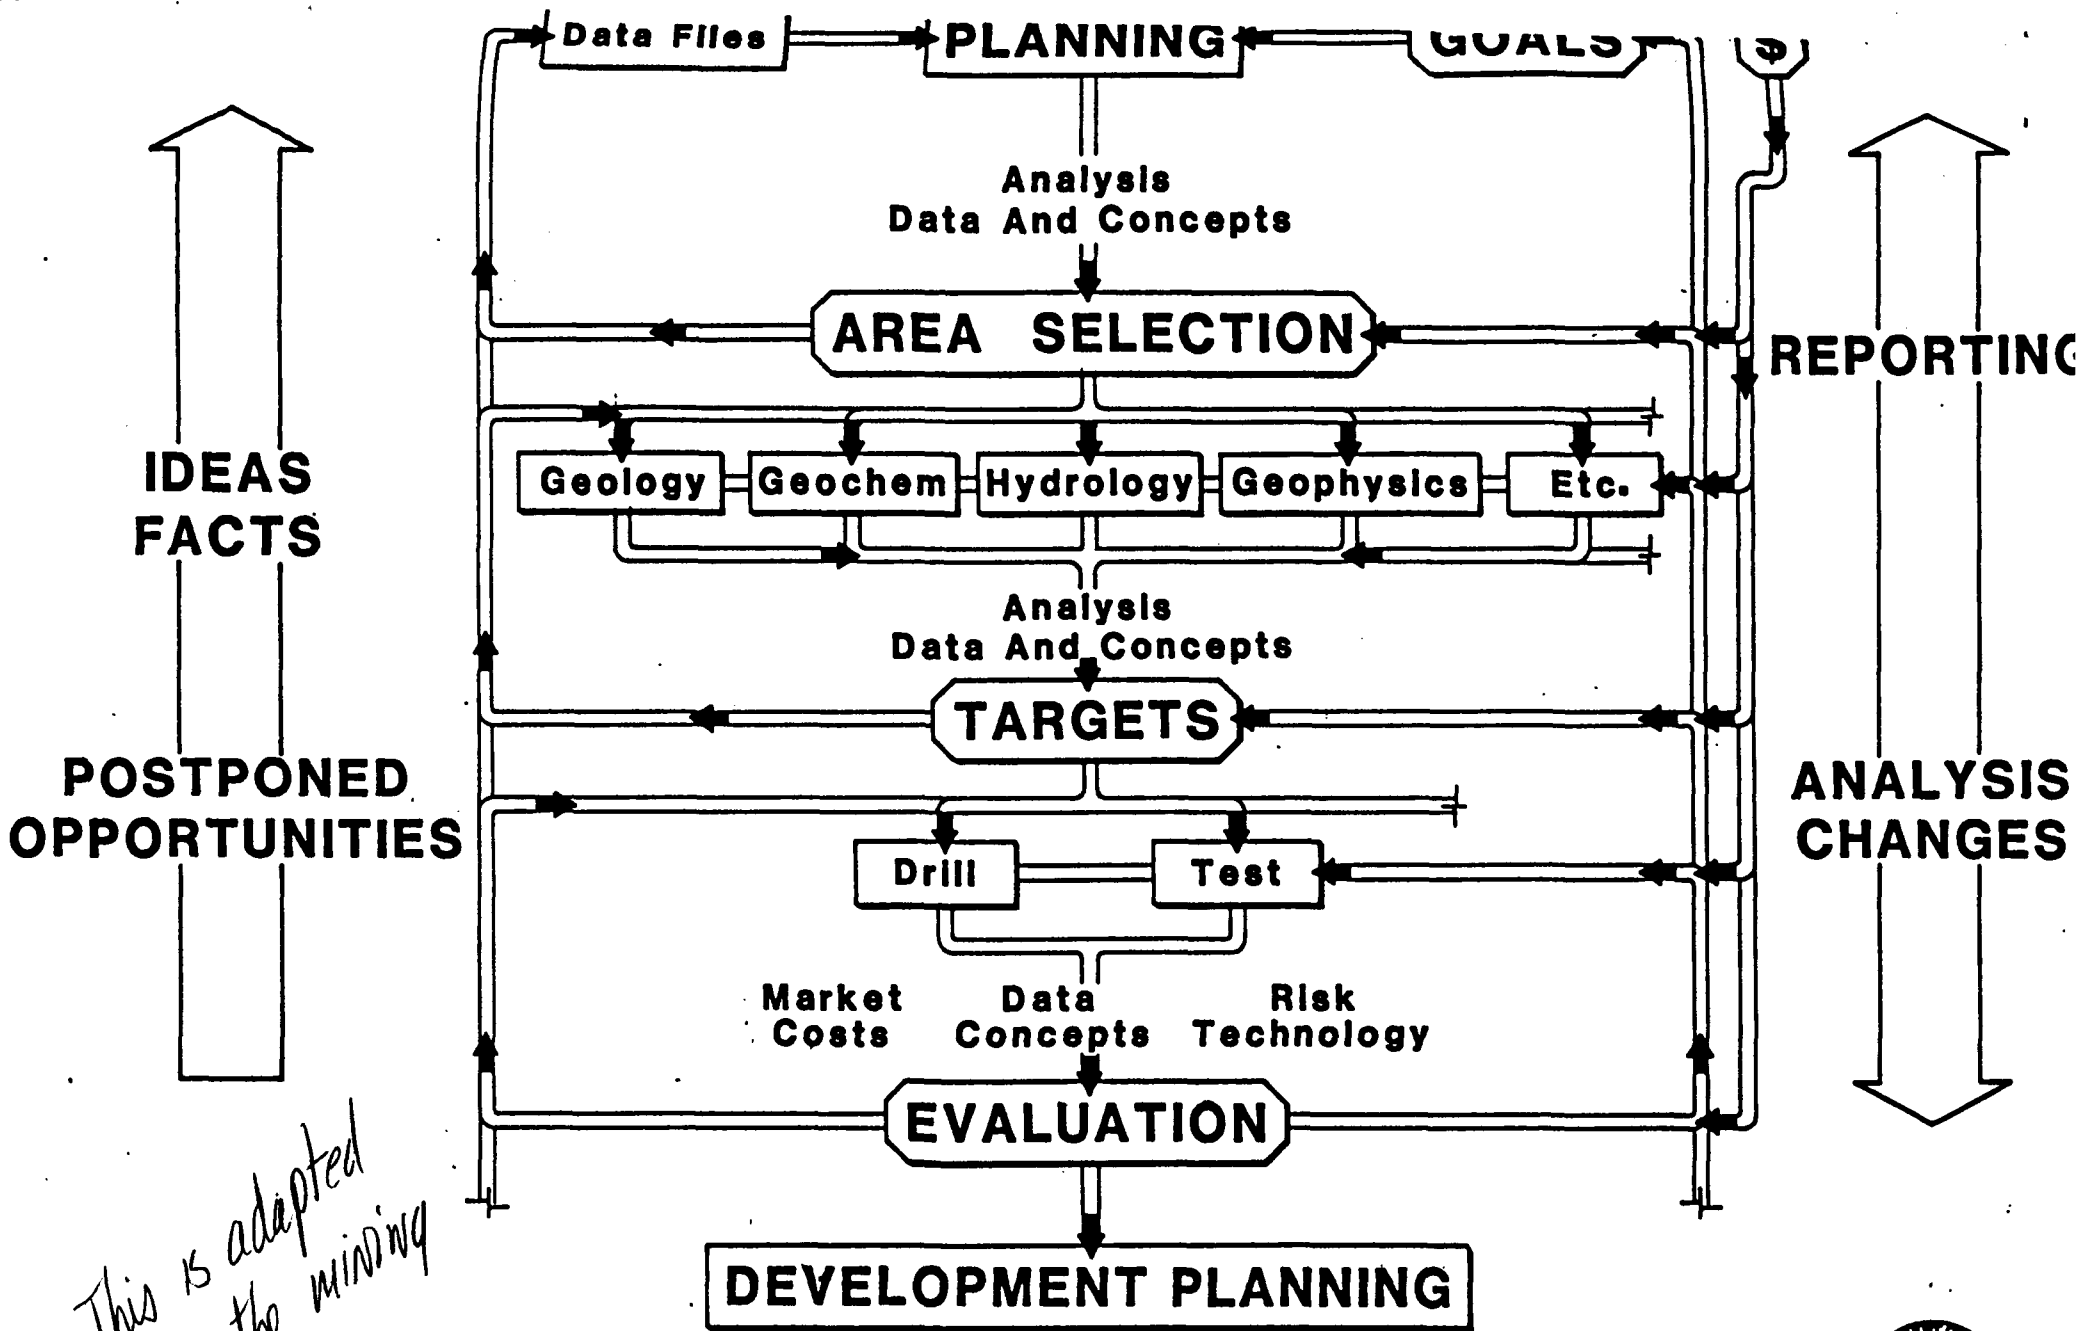 Data Files PLANNING GOALS $
Analysis
Data And Concepts
AREA SELECTION
REPORTING
Geology Geochem Hydrology Geophysics Etc.
IDEAS
FACTS
Analysis
Data And Concepts
TARGETS
POSTPONED
OPPORTUNITIES
ANALYSIS
CHANGES
Drill Test
Market Data Risk
Costs Concepts Technology
EVALUATION
DEVELOPMENT PLANNING
This is adapted
the mining